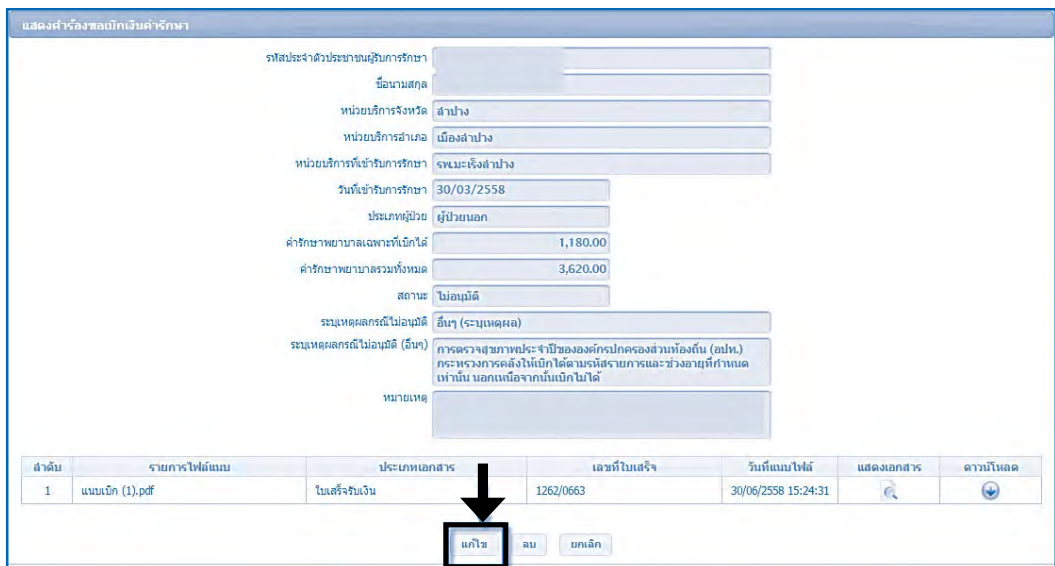 แสดงคำร้องขอเบิกเงินค่ารักษา
รหัสประจำตัวประชาชนผู้รับการรักษา
ชื่อนามสกุล
หน่วยบริการจังหวัด ลำปาง
หน่วยบริการอำเภอ เมืองลำปาง
หน่วยบริการที่เข้ารับการรักษา รพ.มะเร็งลำปาง
วันที่เข้ารับการรักษา 30/03/2558
ประเภทผู้ป่วย ผู้ป่วยนอก
ค่ารักษาพยาบาลเฉพาะที่เบิกได้ 1,180.00
ค่ารักษาพยาบาลรวมทั้งหมด 3,620.00
สถานะ ไม่อนุมัติ
ระบุเหตุผลกรณีไม่อนุมัติ อื่นๆ (ระบุเหตุผล)
ระบุเหตุผลกรณีไม่อนุมัติ (อื่นๆ) การตรวจสุขภาพประจำปีขององค์กรปกครองส่วนท้องถิ่น (อปท.)
กระทรวงการคลังให้เบิกได้ตามรหัสรายการและช่วงอายุที่กำหนด
เท่านั้น นอกเหนือจากนั้นเบิกไม่ได้
หมายเหตุ
ลำดับ รายการไฟล์แนบ ประเภทเอกสาร เลขที่ใบเสร็จ วันที่แนบไฟล์ แสดงเอกสาร ดาวน์โหลด
1 แนบเบิก (1).pdf ใบเสร็จรับเงิน 1262/0663 30/06/2558 15:24:31
แก้ไข ลบ ยกเลิก